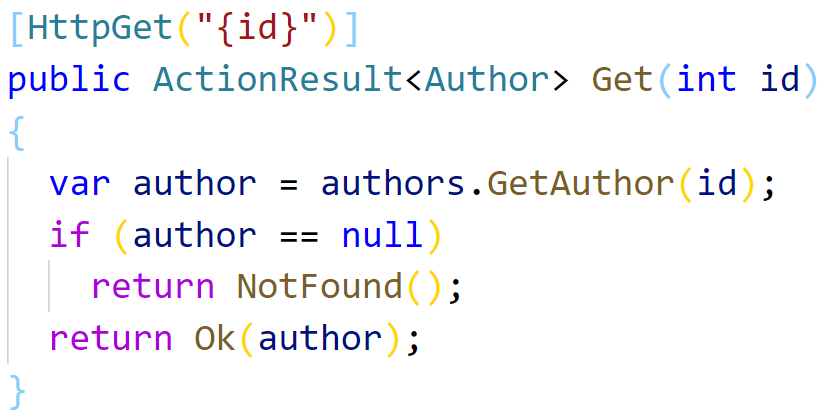 [HttpGet("{id}")]
public ActionResult<Author> Get(int id)
{
  var author = authors.GetAuthor(id);
  if (author == null)
    return NotFound();
  return Ok(author);
}